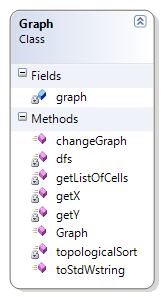 Graph
Class
Fields
graph
Methods
changeGraph
dfs
getListOfCells
getX
getY
Graph
topologicalSort
toStdWstring